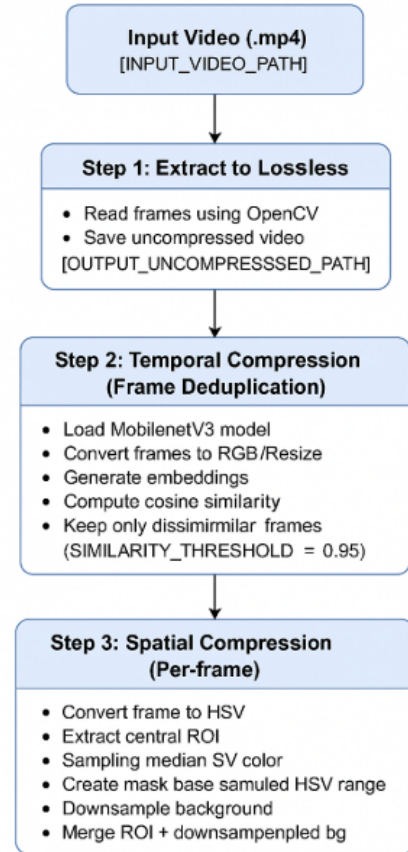 Input Video (.mp4)
[INPUT_VIDEO_PATH]
Step 1: Extract to Lossless
• Read frames using OpenCV
• Save uncompressed video
[OUTPUT_UNCOMPRESSSED_PATH]
Step 2: Temporal Compression
(Frame Deduplication)
• Load MobilenetV3 model
• Convert frames to RGB/Resize
• Generate embeddings
• Compute cosine similarity
• Keep only dissimirmilar frames
(SIMILARITY_THRESHOLD = 0.95)
Step 3: Spatial Compression
(Per-frame)
• Convert frame to HSV
• Extract central ROI
• Sampling median SV color
• Create mask base samuled HSV range
• Downsample background
• Merge ROI + downsampenpled bg